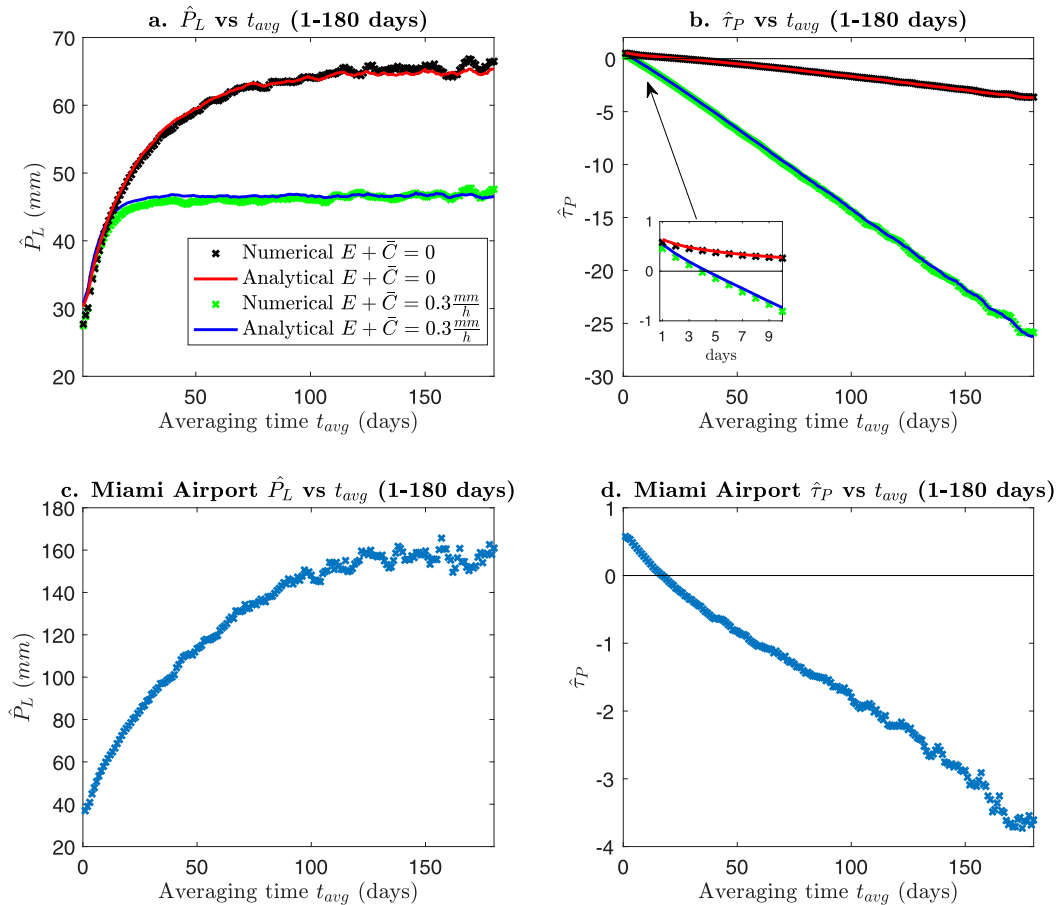 a. P̂_L vs t_avg (1-180 days)
70
60
50
40
30
20
P̂_L (mm)
Numerical E + C̄ = 0
Analytical E + C̄ = 0
Numerical E + C̄ = 0.3 mm/h
Analytical E + C̄ = 0.3 mm/h
50 100 150
Averaging time t_avg (days)
b. τ̂_P vs t_avg (1-180 days)
0
-5
-10
-15
-20
-25
-30
τ̂_P
1
0
-1
1 3 5 7 9
days
0 50 100 150
Averaging time t_avg (days)
c. Miami Airport P̂_L vs t_avg (1-180 days)
180
160
140
120
100
80
60
40
20
P̂_L (mm)
0 50 100 150
Averaging time t_avg (days)
d. Miami Airport τ̂_P vs t_avg (1-180 days)
1
0
-1
-2
-3
-4
τ̂_P
0 50 100 150
Averaging time t_avg (days)